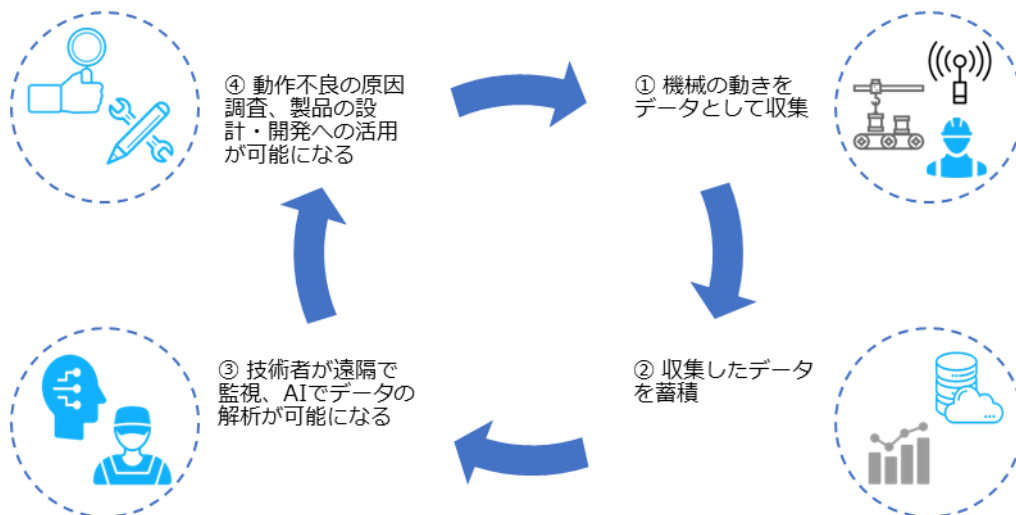 ① 機械の動きを
データとして収集
② 収集したデータ
を蓄積
③ 技術者が遠隔で
監視、AIでデータの
解析が可能になる
④ 動作不良の原因
調査、製品の設
計・開発への活用
が可能になる